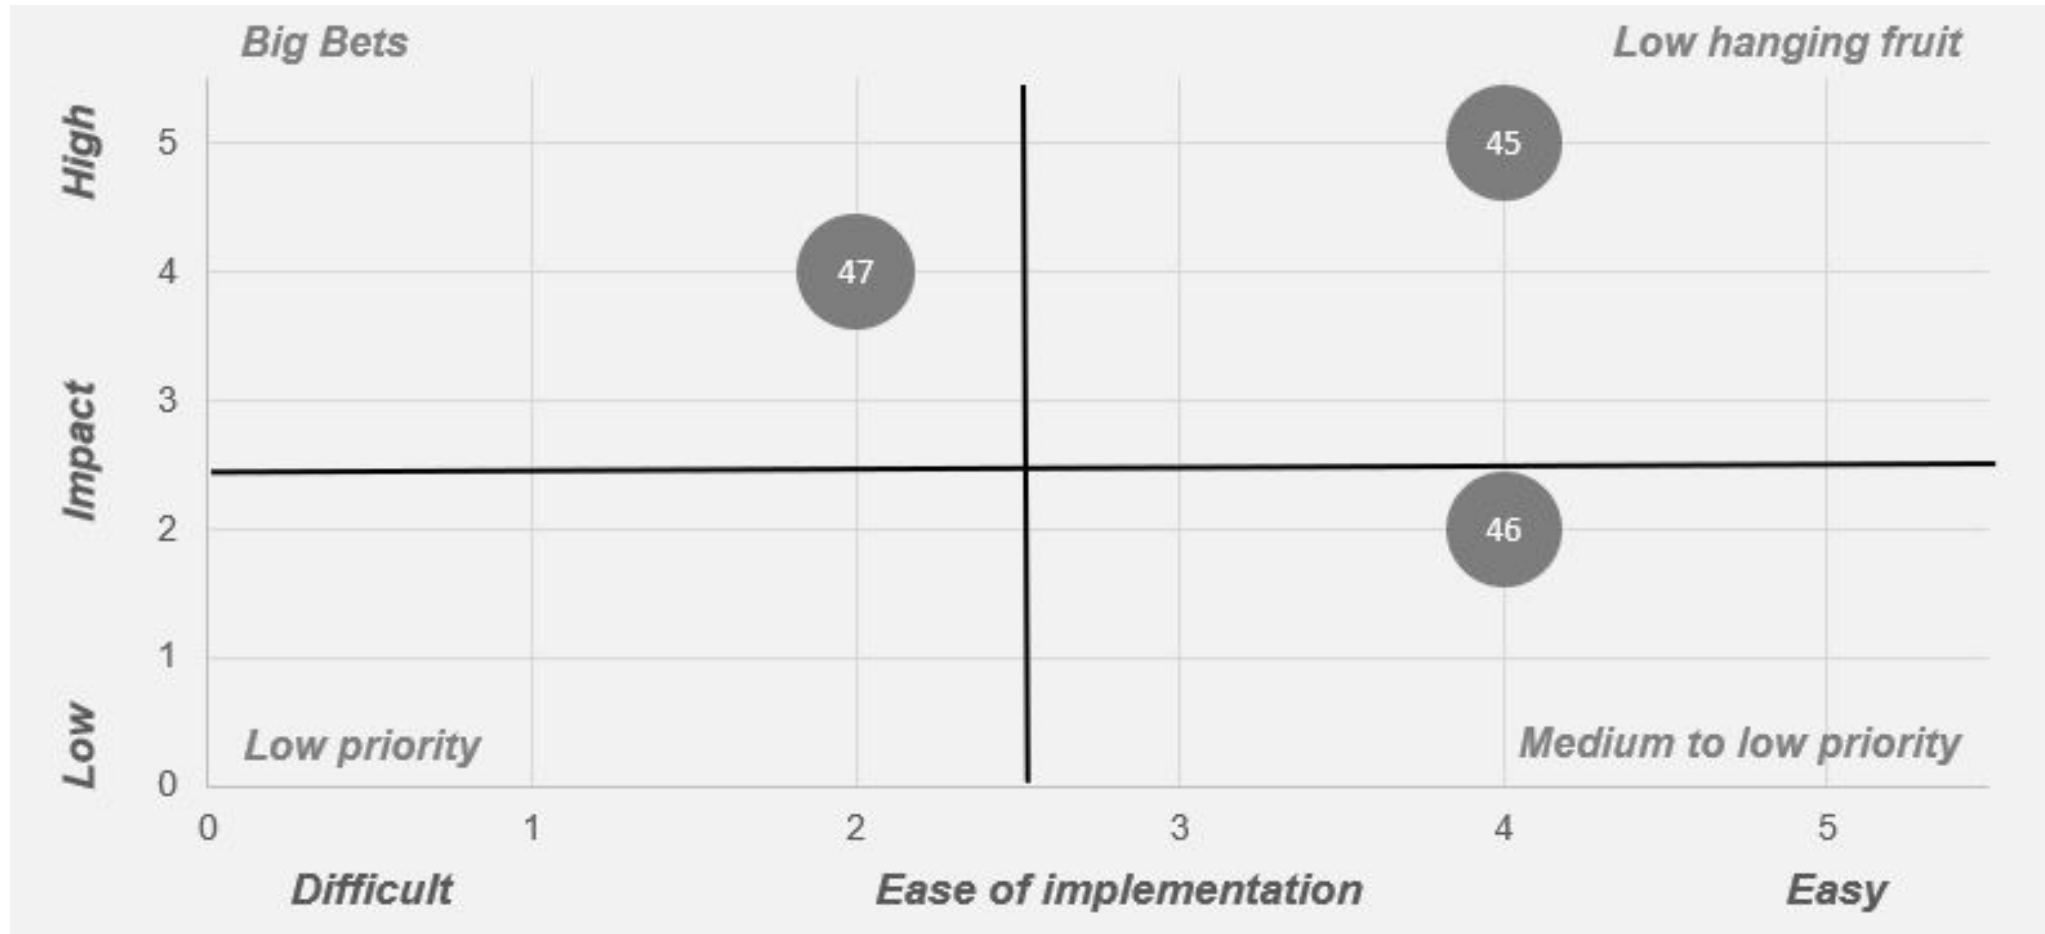 Big Bets
Low hanging fruit
High
Impact
Low
5
4
3
2
1
0
45
47
46
Low priority
Medium to low priority
0 1 2 3 4 5
Difficult
Ease of implementation
Easy